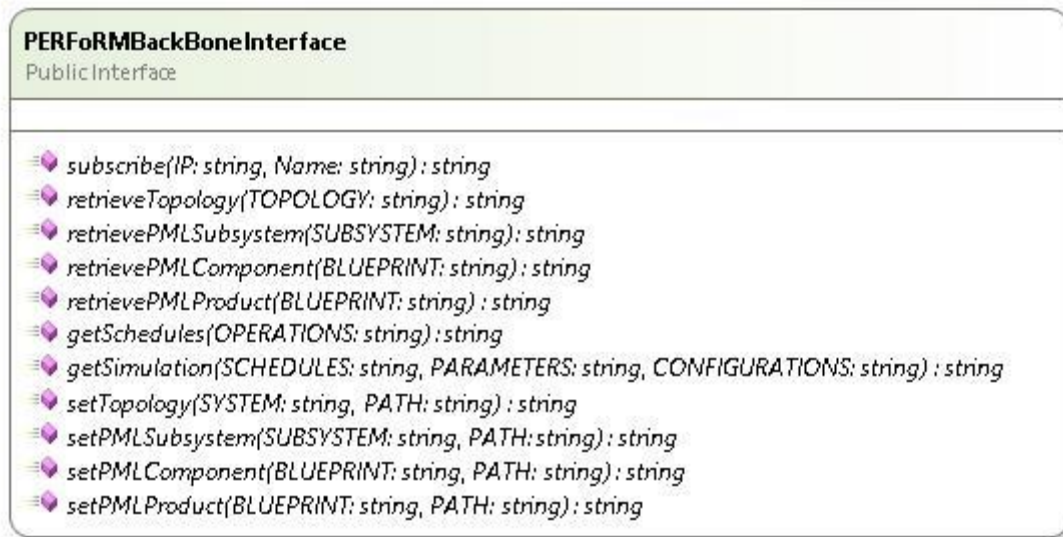 PERFoRMBackBoneInterface
Public Interface
subscribe(IP: string, Name: string) : string
retrieveTopology(TOPOLOGY: string) : string
retrievePMLSubsystem(SUBSYSTEM: string): string
retrievePMLComponent(BLUEPRINT: string) : string
retrievePMLProduct(BLUEPRINT: string) : string
getSchedules(OPERATIONS: string) : string
getSimulation(SCHEDULES: string, PARAMETERS: string, CONFIGURATIONS: string) : string
setTopology(SYSTEM: string, PATH: string) : string
setPMLSubsystem(SUBSYSTEM: string, PATH: string) : string
setPMLComponent(BLUEPRINT: string, PATH: string) : string
setPMLProduct(BLUEPRINT: string, PATH: string) : string